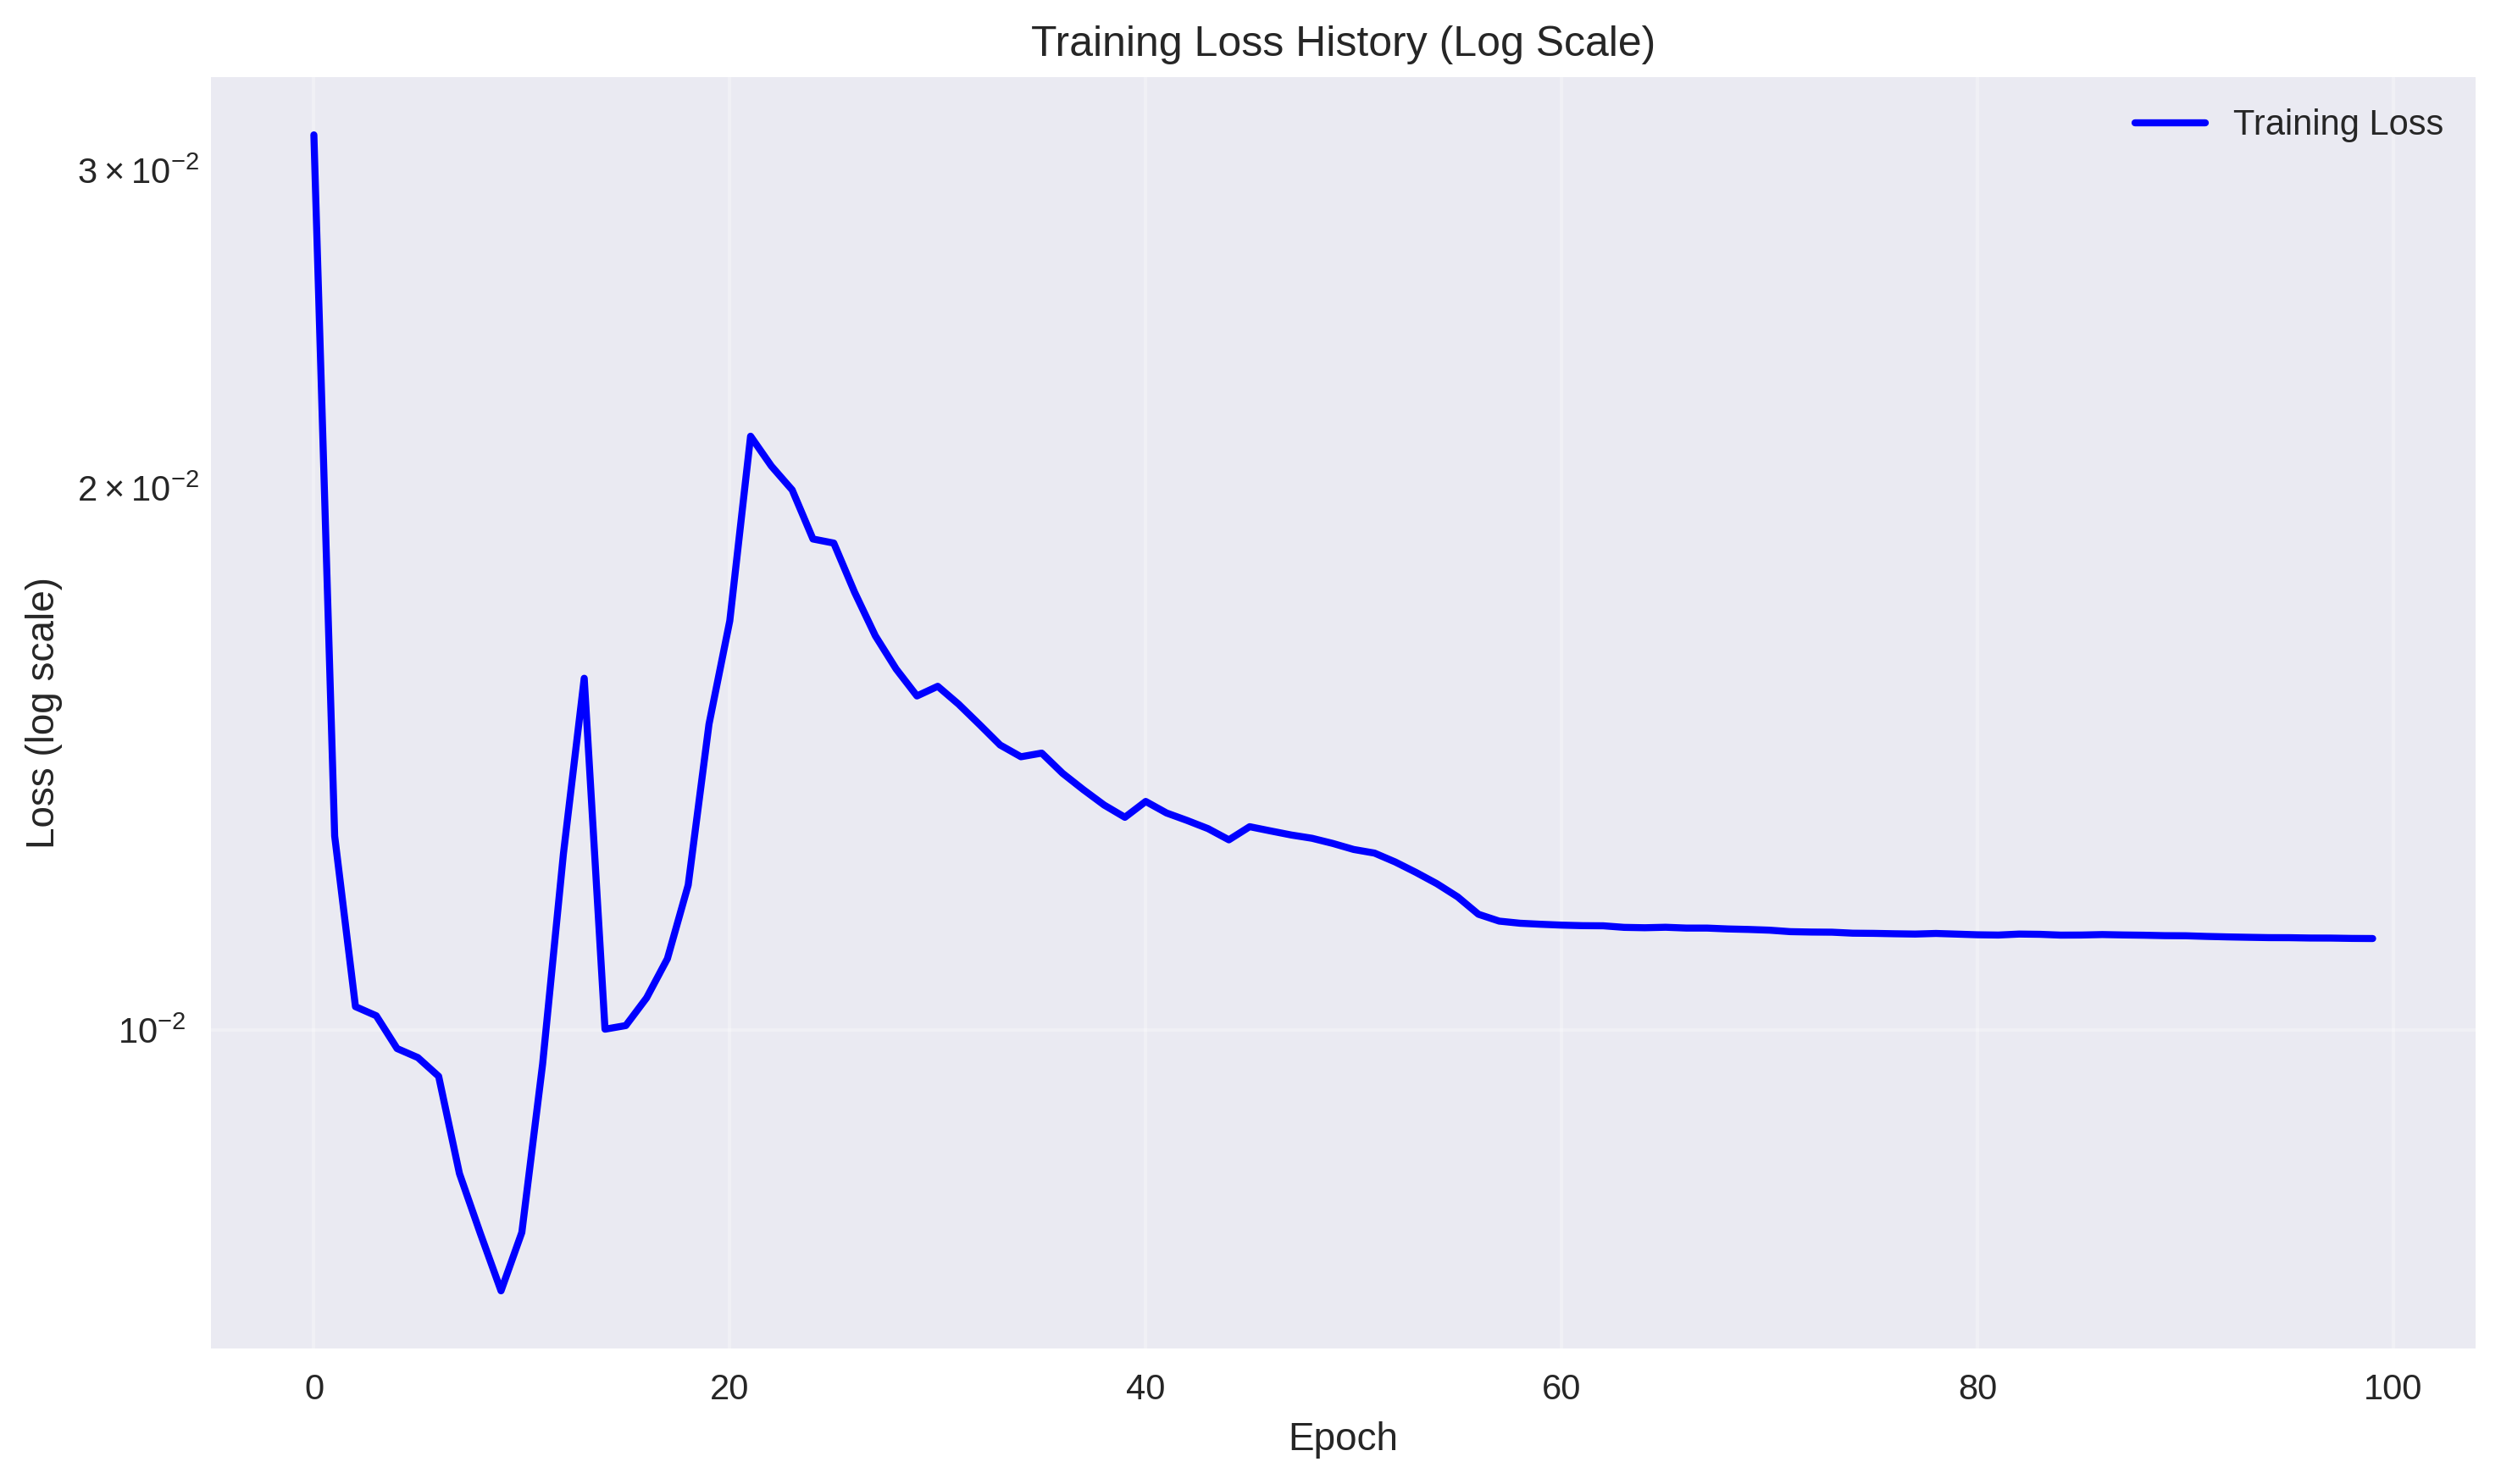 Training Loss History (Log Scale)
Training Loss
3 × 10⁻²
2 × 10⁻²
10⁻²
Loss (log scale)
0 20 40 60 80 100
Epoch